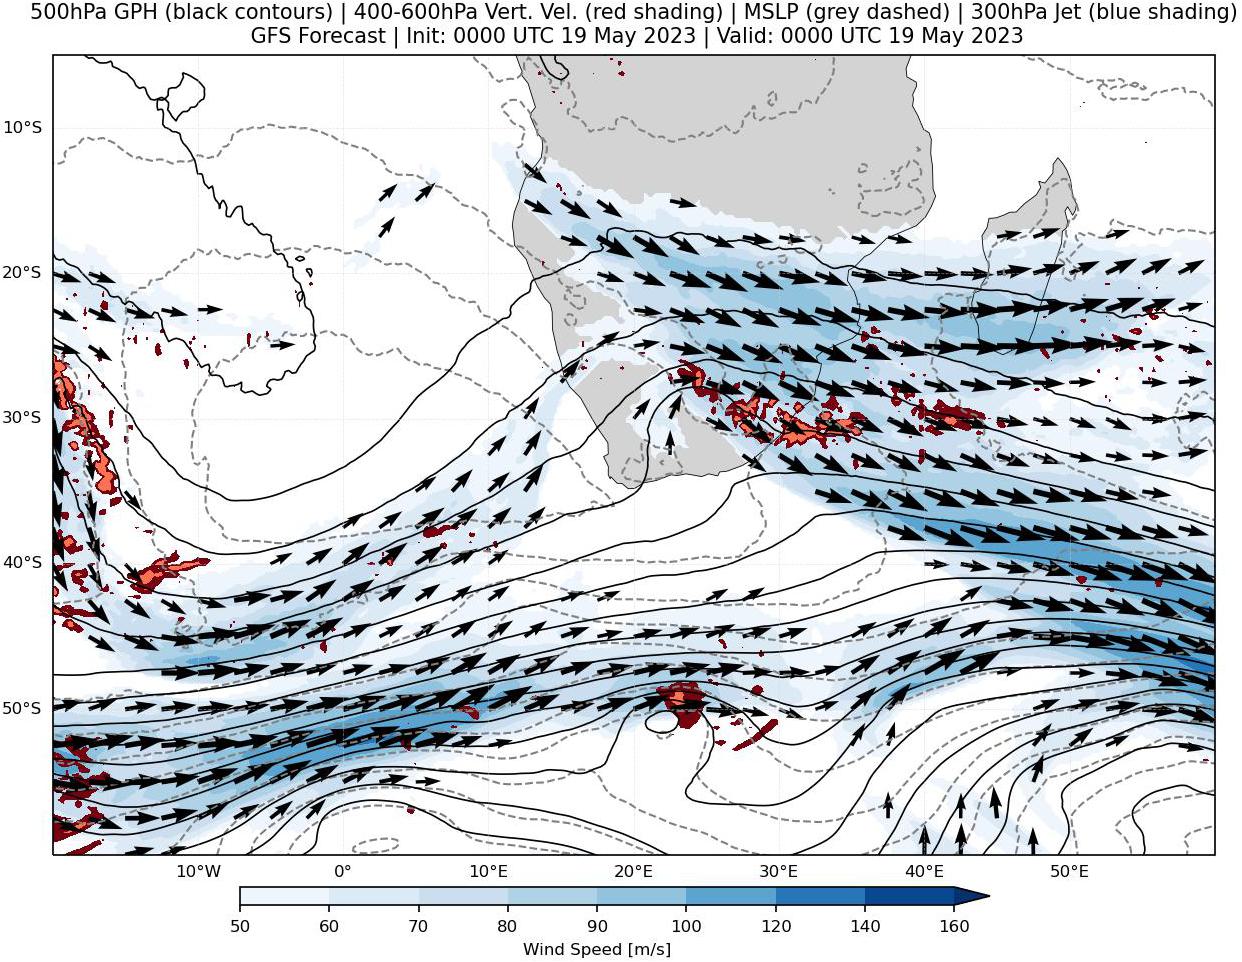 500hPa GPH (black contours) | 400-600hPa Vert. Vel. (red shading) | MSLP (grey dashed) | 300hPa Jet (blue shading)
GFS Forecast | Init: 0000 UTC 19 May 2023 | Valid: 0000 UTC 19 May 2023
10°S
20°S
30°S
40°S
50°S
10°W 0° 10°E 20°E 30°E 40°E 50°E
50 60 70 80 90 100 120 140 160
Wind Speed [m/s]